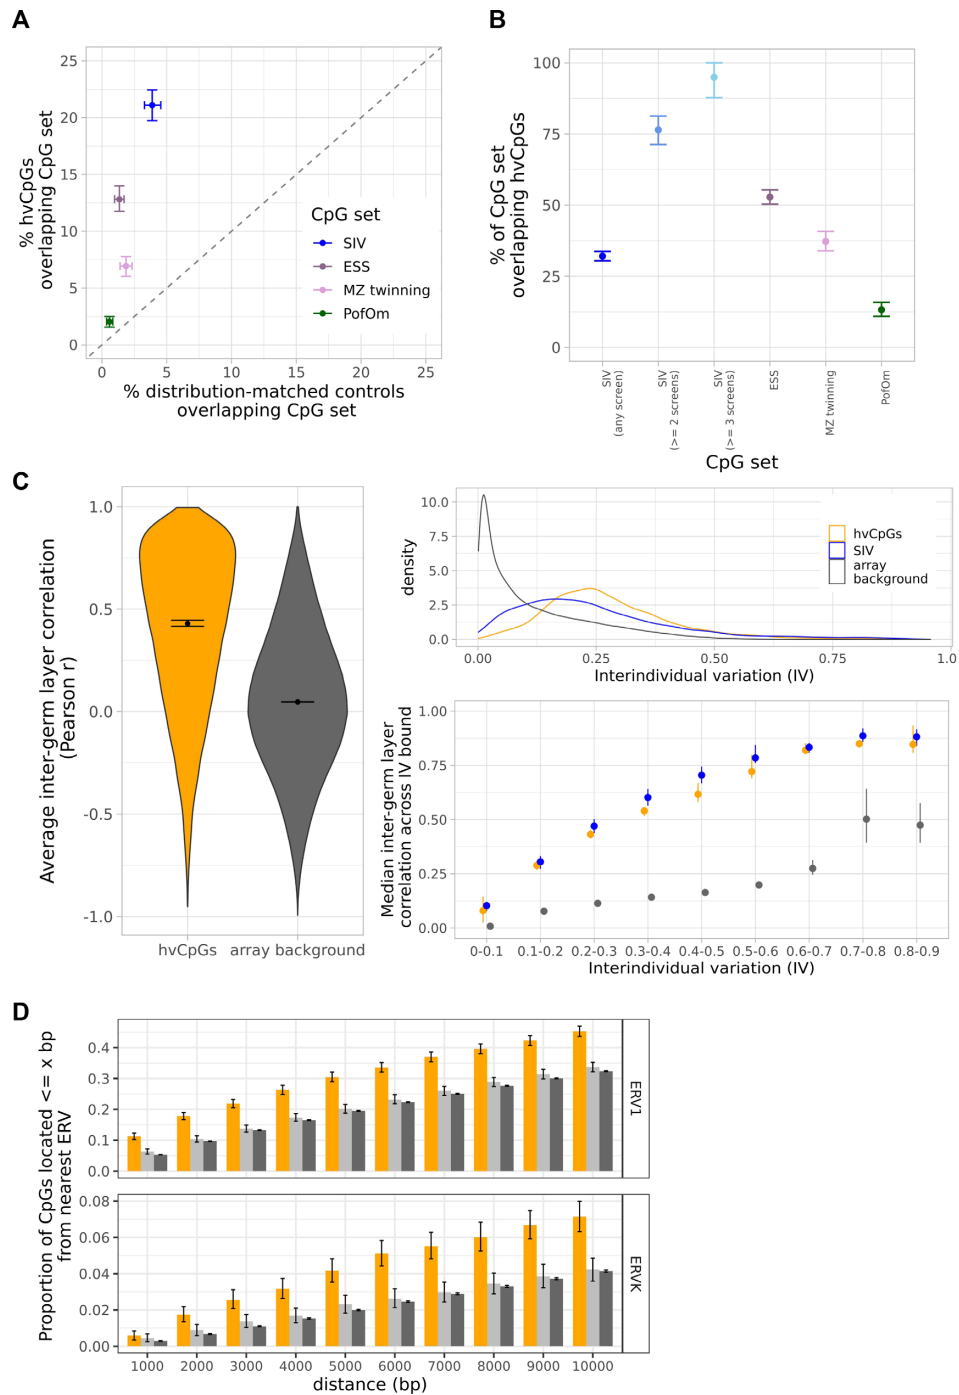 A
% hvCpGs
overlapping CpG set
25
20
15
10
5
0
CpG set
SIV
ESS
MZ twinning
PofOm
0
5
10
15
20
25
% distribution-matched controls
overlapping CpG set
B
% of CpG set
overlapping hvCpGs
100
75
50
25
0
SIV
(any screen)
SIV
(>= 2 screens)
SIV
(>= 3 screens)
ESS
MZ twinning
PofOm
CpG set
C
Average inter-germ layer correlation
(Pearson r)
1.0
0.5
0.0
-0.5
-1.0
hvCpGs
array background
density
10.0
7.5
5.0
2.5
0.0
hvCpGs
SIV
array
background
0.00
0.25
0.50
0.75
1.0
Interindividual variation (IV)
Median inter-germ layer
correlation across IV bound
1.00
0.75
0.50
0.25
0.00
0-0.1
0.1-0.2
0.2-0.3
0.3-0.4
0.4-0.5
0.5-0.6
0.6-0.7
0.7-0.8
0.8-0.9
Interindividual variation (IV)
D
Proportion of CpGs located <= x bp
from nearest ERV
0.4
0.3
0.2
0.1
0.0
ERV1
0.08
0.06
0.04
0.02
0.00
ERVK
1000
2000
3000
4000
5000
6000
7000
8000
9000
10000
distance (bp)